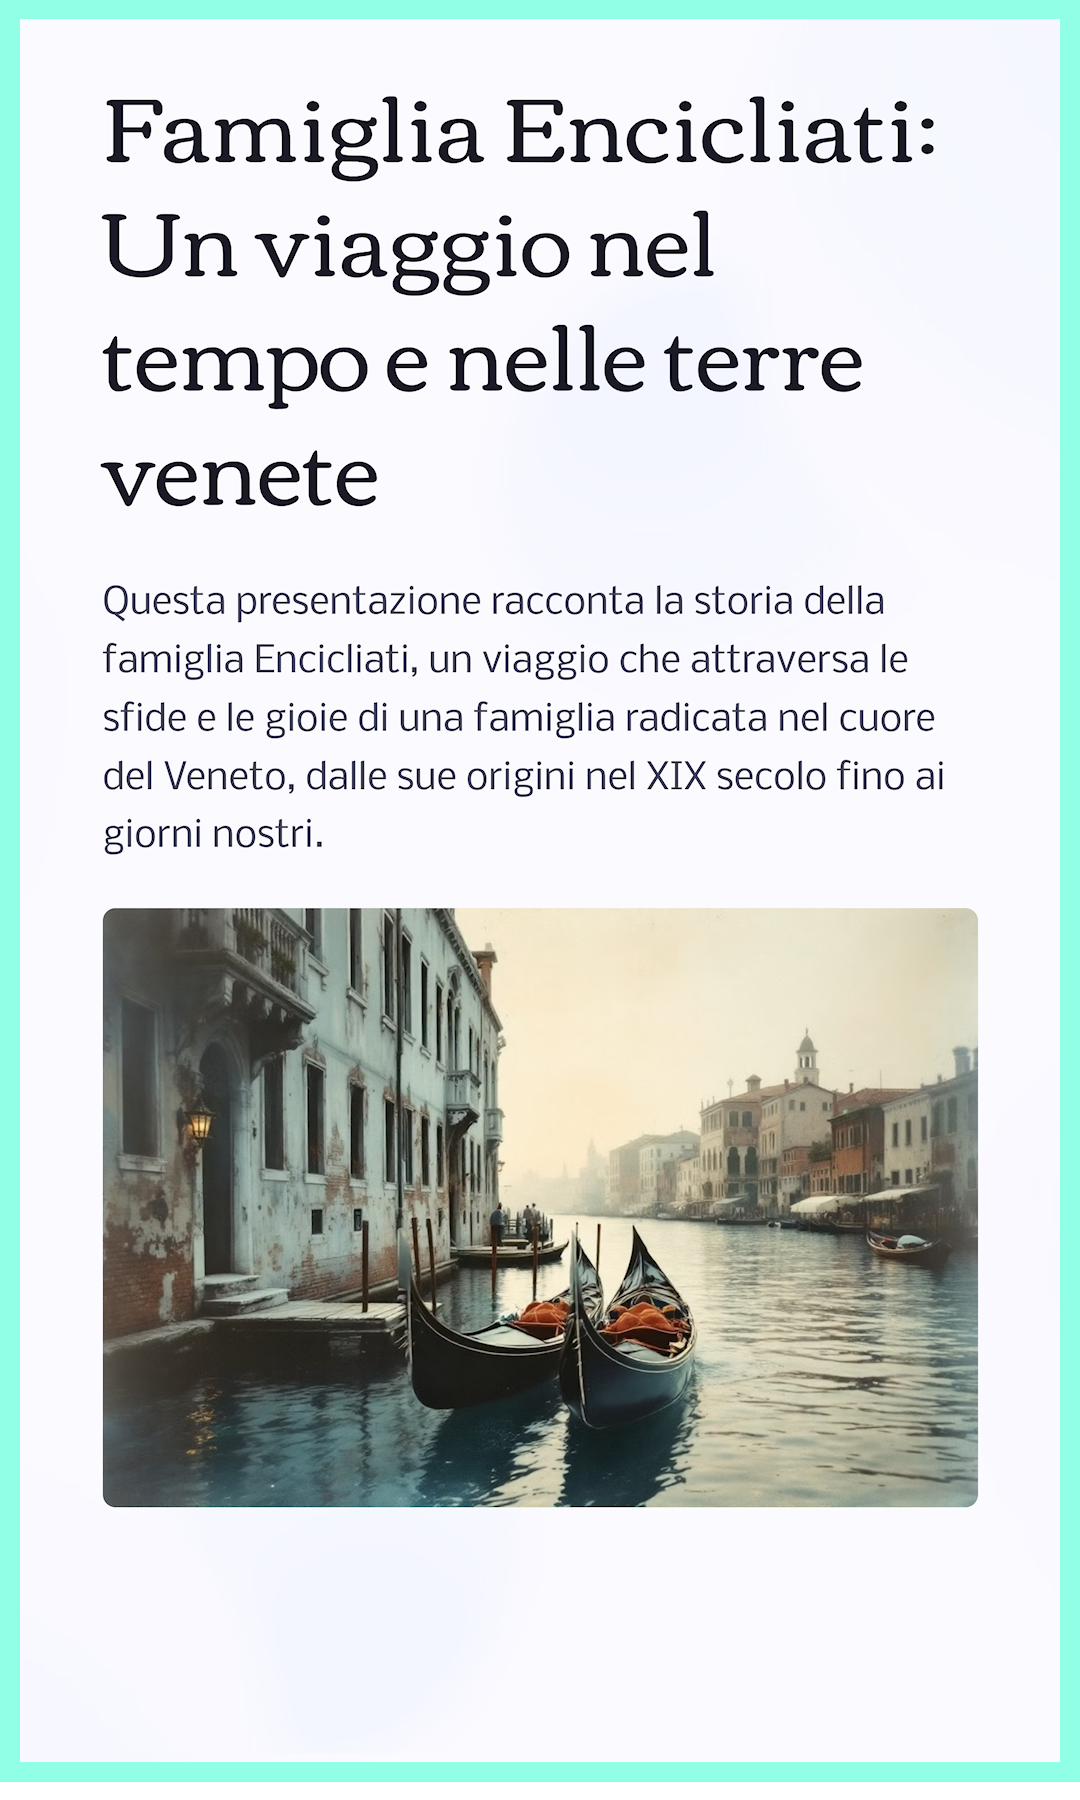 Famiglia Encicliati:
Un viaggio nel
tempo e nelle terre
venete
Questa presentazione racconta la storia della
famiglia Encicliati, un viaggio che attraversa le
sfide e le gioie di una famiglia radicata nel cuore
del Veneto, dalle sue origini nel XIX secolo fino ai
giorni nostri.